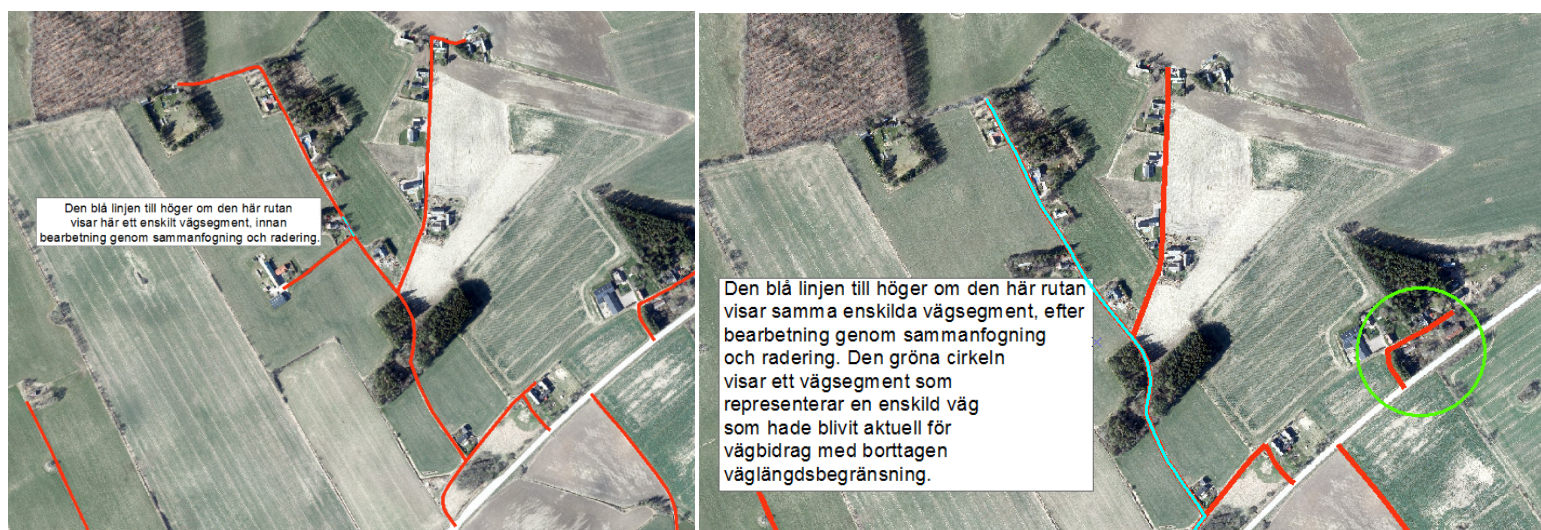 Den blå linjen till höger om den här rutan
visar här ett enskilt vägsegment, innan
bearbetning genom sammanfogning och radering.
Den blå linjen till höger om den här rutan
visar samma enskilda vägsegment, efter
bearbetning genom sammanfogning
och radering. Den gröna cirkeln
visar ett vägsegment som
representerar en enskild väg
som hade blivit aktuell för
vägbidrag med borttagen
väglängdsbegränsning.